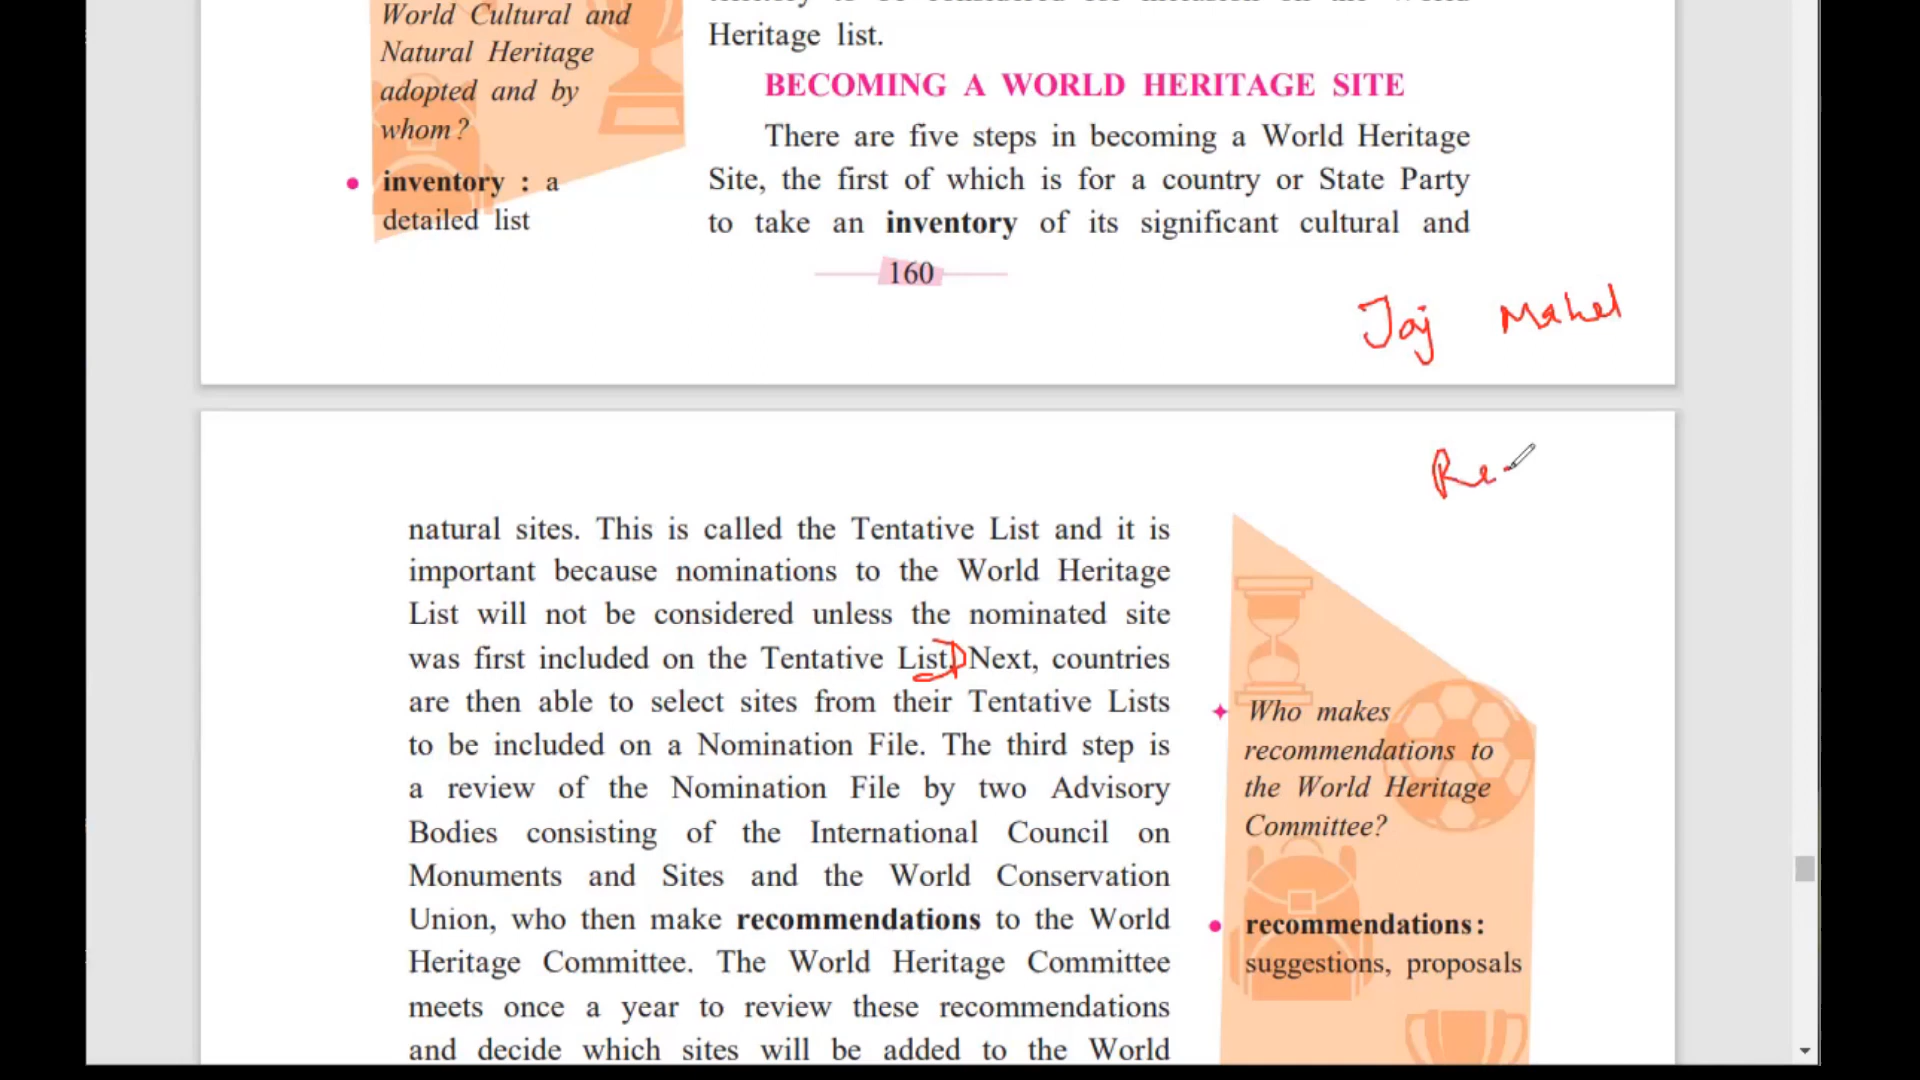 World Cultural and
Natural Heritage
adopted and by
whom?
• inventory : a
detailed list
Heritage list.
BECOMING A WORLD HERITAGE SITE
There are five steps in becoming a World Heritage
Site, the first of which is for a country or State Party
to take an inventory of its significant cultural and
160
Taj Mahel
Re
natural sites. This is called the Tentative List and it is
important because nominations to the World Heritage
List will not be considered unless the nominated site
was first included on the Tentative List. Next, countries
are then able to select sites from their Tentative Lists
to be included on a Nomination File. The third step is
a review of the Nomination File by two Advisory
Bodies consisting of the International Council on
Monuments and Sites and the World Conservation
Union, who then make recommendations to the World
Heritage Committee. The World Heritage Committee
meets once a year to review these recommendations
and decide which sites will be added to the World
Who makes
recommendations to
the World Heritage
Committee?
• recommendations:
suggestions, proposals